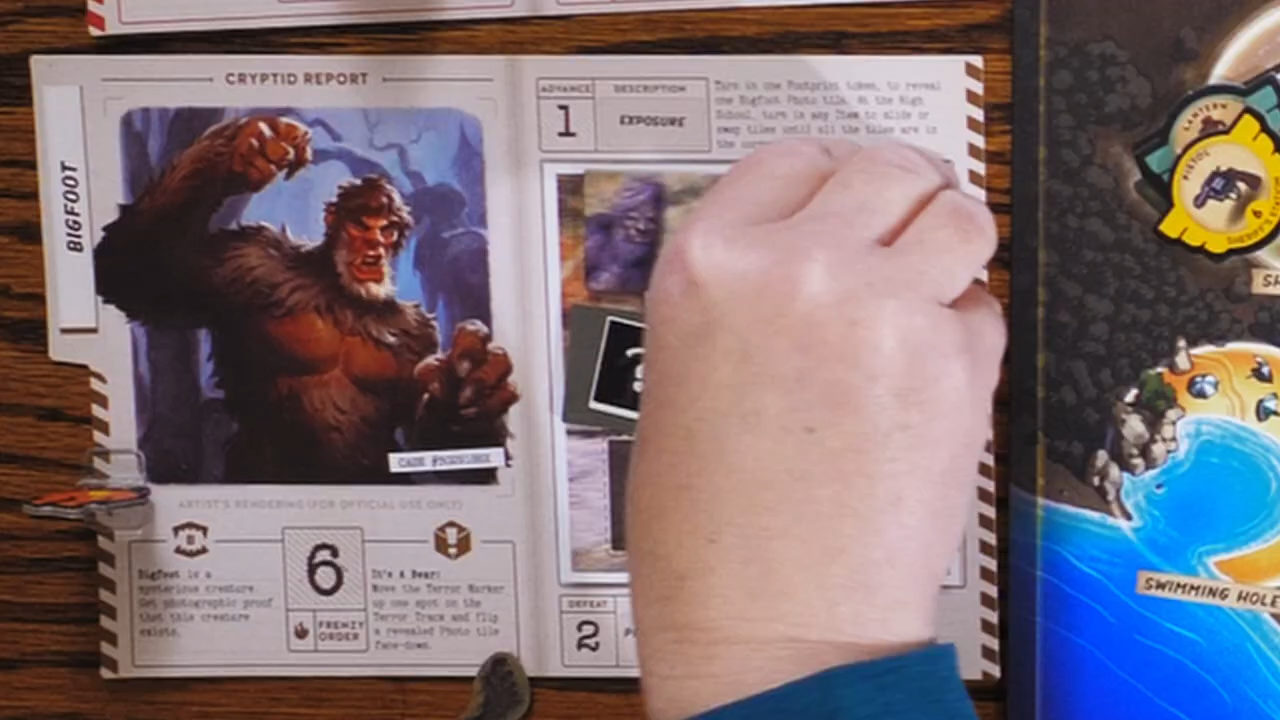 CRYPTID REPORT
BIGFOOT
ARTIST'S RENDERING (FOR OFFICIAL USE ONLY)
Bigfoot is a
mysterious creature.
Get photographic proof
that this creature
exists.
6
FRENZY
ORDER
It's A Bear:
Move the Terror Marker
up one spot on the
Terror Track and flip
a revealed Photo tile
face-down.
ADVANCE
1
DESCRIPTION
EXPOSURE
Turn in one Footprint token, to reveal
one Bigfoot Photo tile. At the High
School, turn in any Item to slide or
swap tiles until all the tiles are in
the
DEFEAT
2
LANTERN
PISTOL
6
SWIMMING HOLE